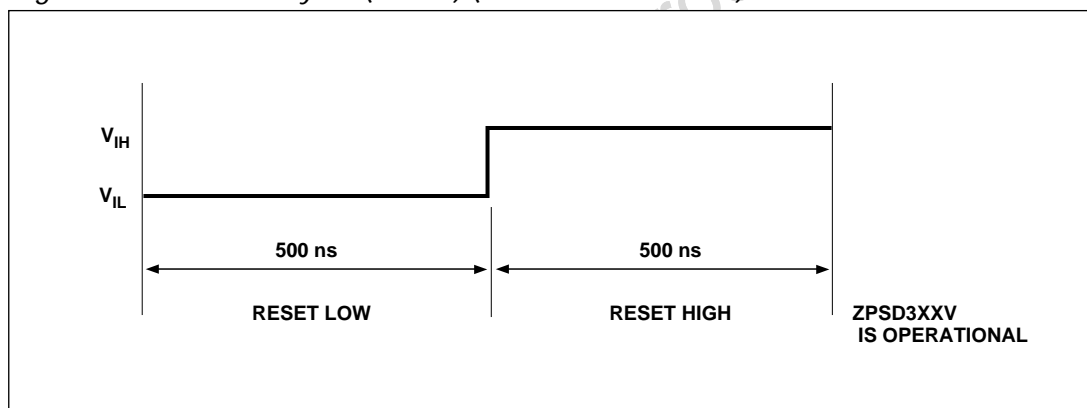 V_IH
V_IL
500 ns
500 ns
RESET LOW
RESET HIGH
ZPSD3XXV
IS OPERATIONAL